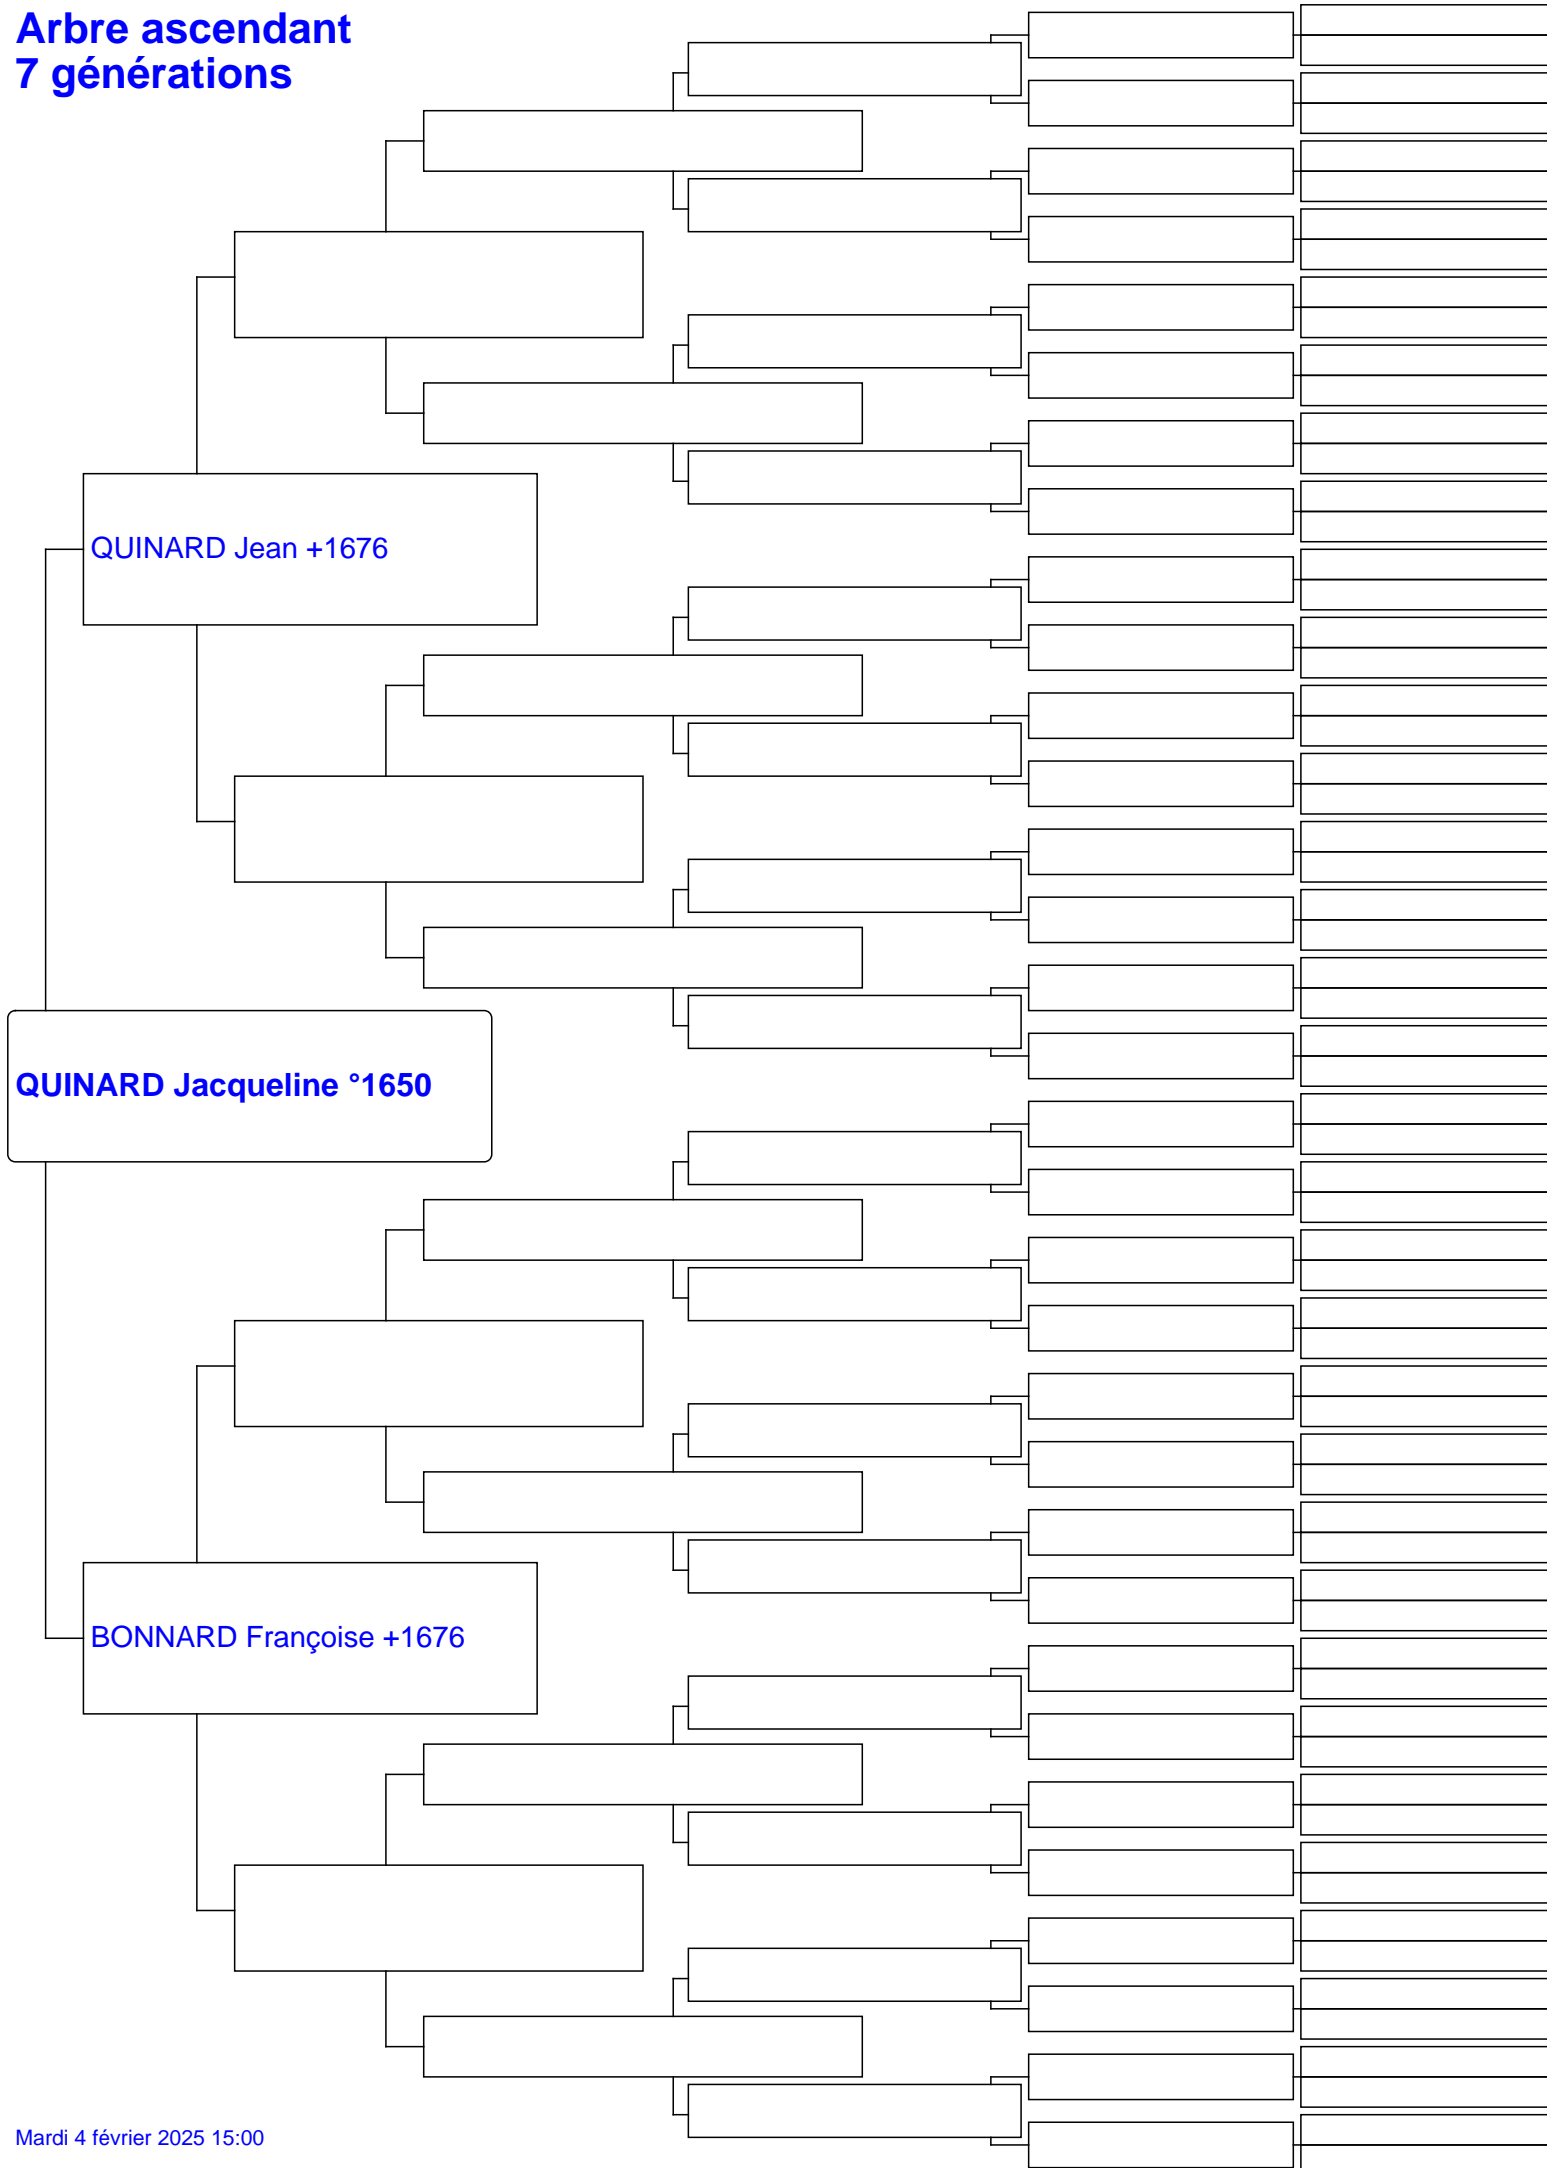 Arbre ascendant
7 générations
QUINARD Jean +1676
QUINARD Jacqueline °1650
BONNARD Françoise +1676
Mardi 4 février 2025 15:00